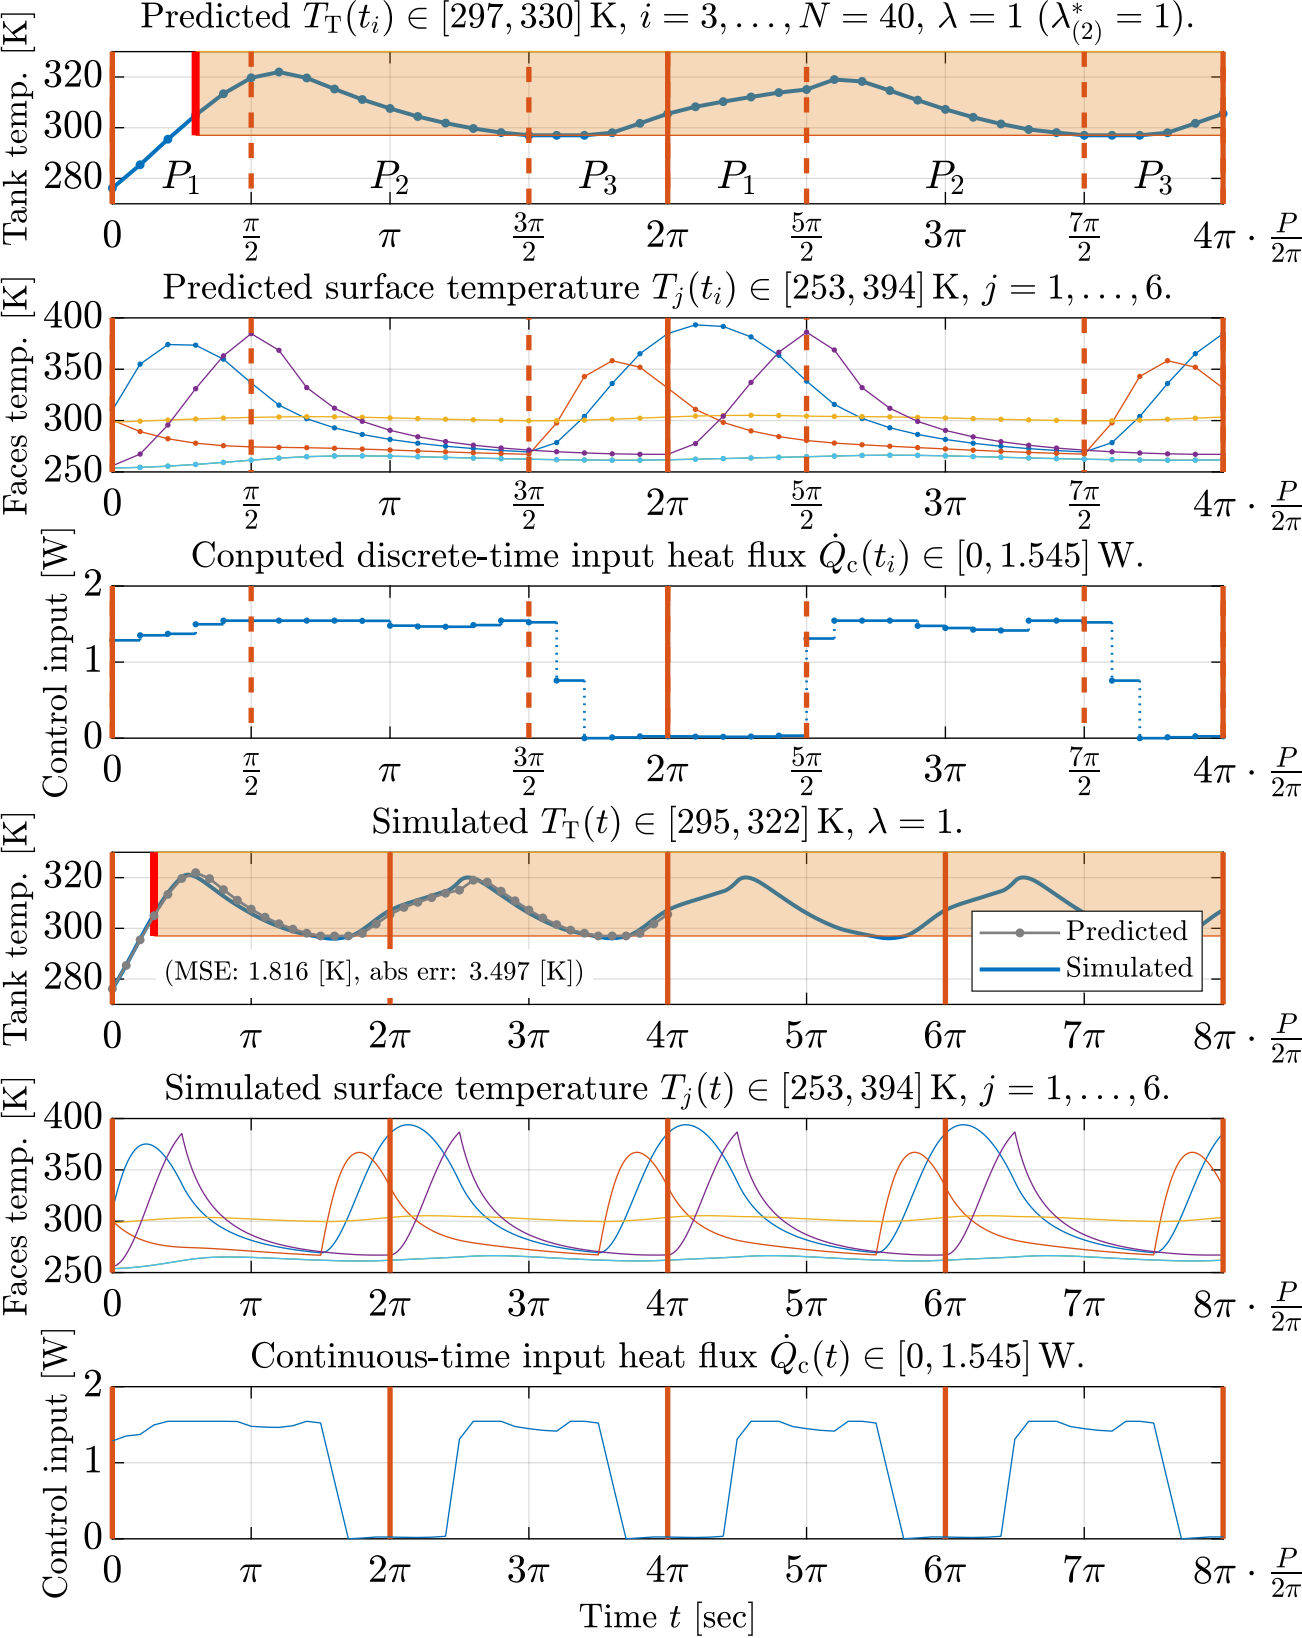 Predicted T_T(t_i) ∈ [297, 330] K, i = 3, …, N = 40, λ = 1 (λ*_(2) = 1).
Tank temp. [K]
320
300
280
P_1 P_2 P_3 P_1 P_2 P_3
0 π/2 π 3π/2 2π 5π/2 3π 7π/2 4π · P/2π
Predicted surface temperature T_j(t_i) ∈ [253, 394] K, j = 1, …, 6.
Faces temp. [K]
400
350
300
250
0 π/2 π 3π/2 2π 5π/2 3π 7π/2 4π · P/2π
Conputed discrete-time input heat flux Q̇_c(t_i) ∈ [0, 1.545] W.
Control input [W]
2
1
0
0 π/2 π 3π/2 2π 5π/2 3π 7π/2 4π · P/2π
Simulated T_T(t) ∈ [295, 322] K, λ = 1.
Tank temp. [K]
320
300
280
Predicted
Simulated
(MSE: 1.816 [K], abs err: 3.497 [K])
0 π 2π 3π 4π 5π 6π 7π 8π · P/2π
Simulated surface temperature T_j(t) ∈ [253, 394] K, j = 1, …, 6.
Faces temp. [K]
400
350
300
250
0 π 2π 3π 4π 5π 6π 7π 8π · P/2π
Continuous-time input heat flux Q̇_c(t) ∈ [0, 1.545] W.
Control input [W]
2
1
0
0 π 2π 3π 4π 5π 6π 7π 8π · P/2π
Time t [sec]